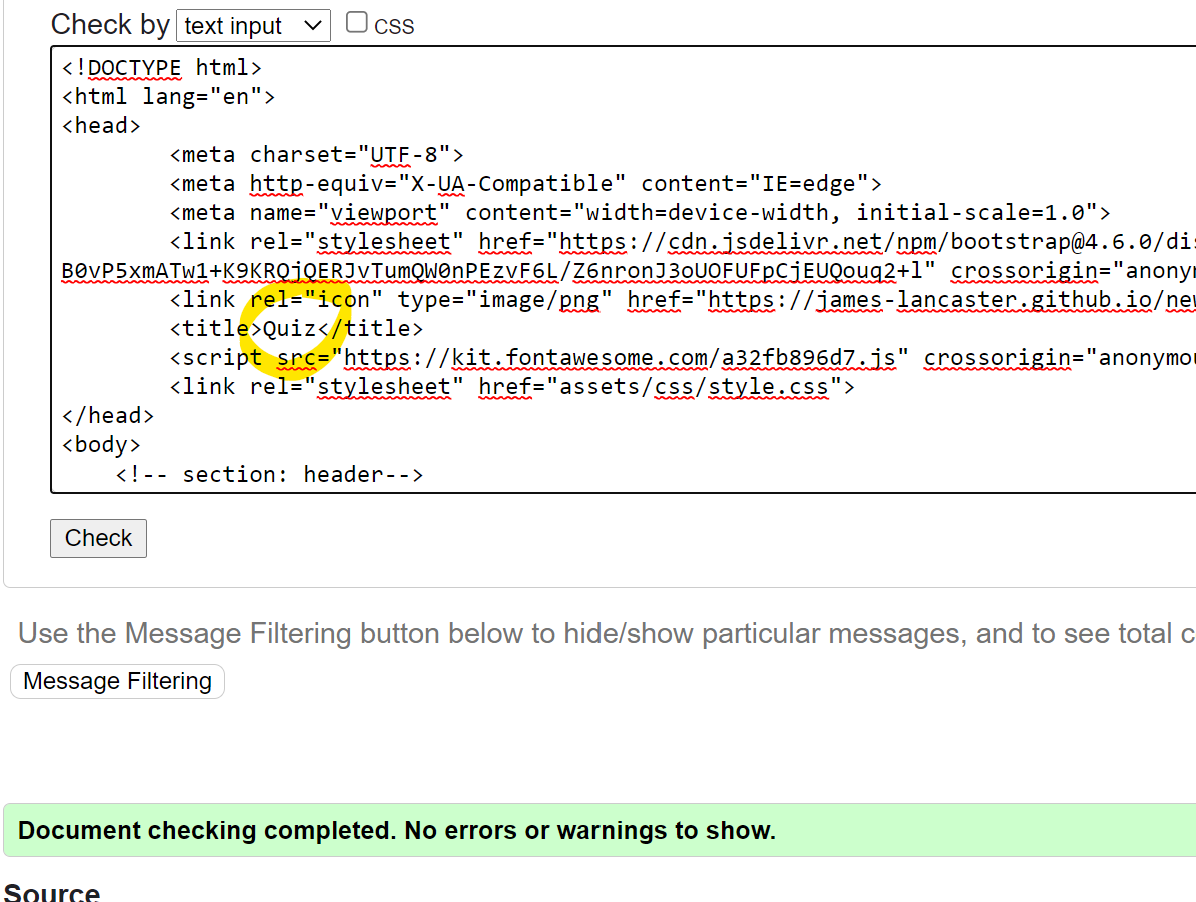 Check by text input CSS
<!DOCTYPE html>
<html lang="en">
<head>
<meta charset="UTF-8">
<meta http-equiv="X-UA-Compatible" content="IE=edge">
<meta name="viewport" content="width=device-width, initial-scale=1.0">
<link rel="stylesheet" href="https://cdn.jsdelivr.net/npm/bootstrap@4.6.0/dis
B0vP5xmATw1+K9KRQjQERJvTumQW0nPEzvF6L/Z6nronJ3oUOFUFpCjEUQouq2+l" crossorigin="anonym
<link rel="icon" type="image/png" href="https://james-lancaster.github.io/new
<title>Quiz</title>
<script src="https://kit.fontawesome.com/a32fb896d7.js" crossorigin="anonymou
<link rel="stylesheet" href="assets/css/style.css">
</head>
<body>
<!-- section: header-->
Check
Use the Message Filtering button below to hide/show particular messages, and to see total c
Message Filtering
Document checking completed. No errors or warnings to show.
Source